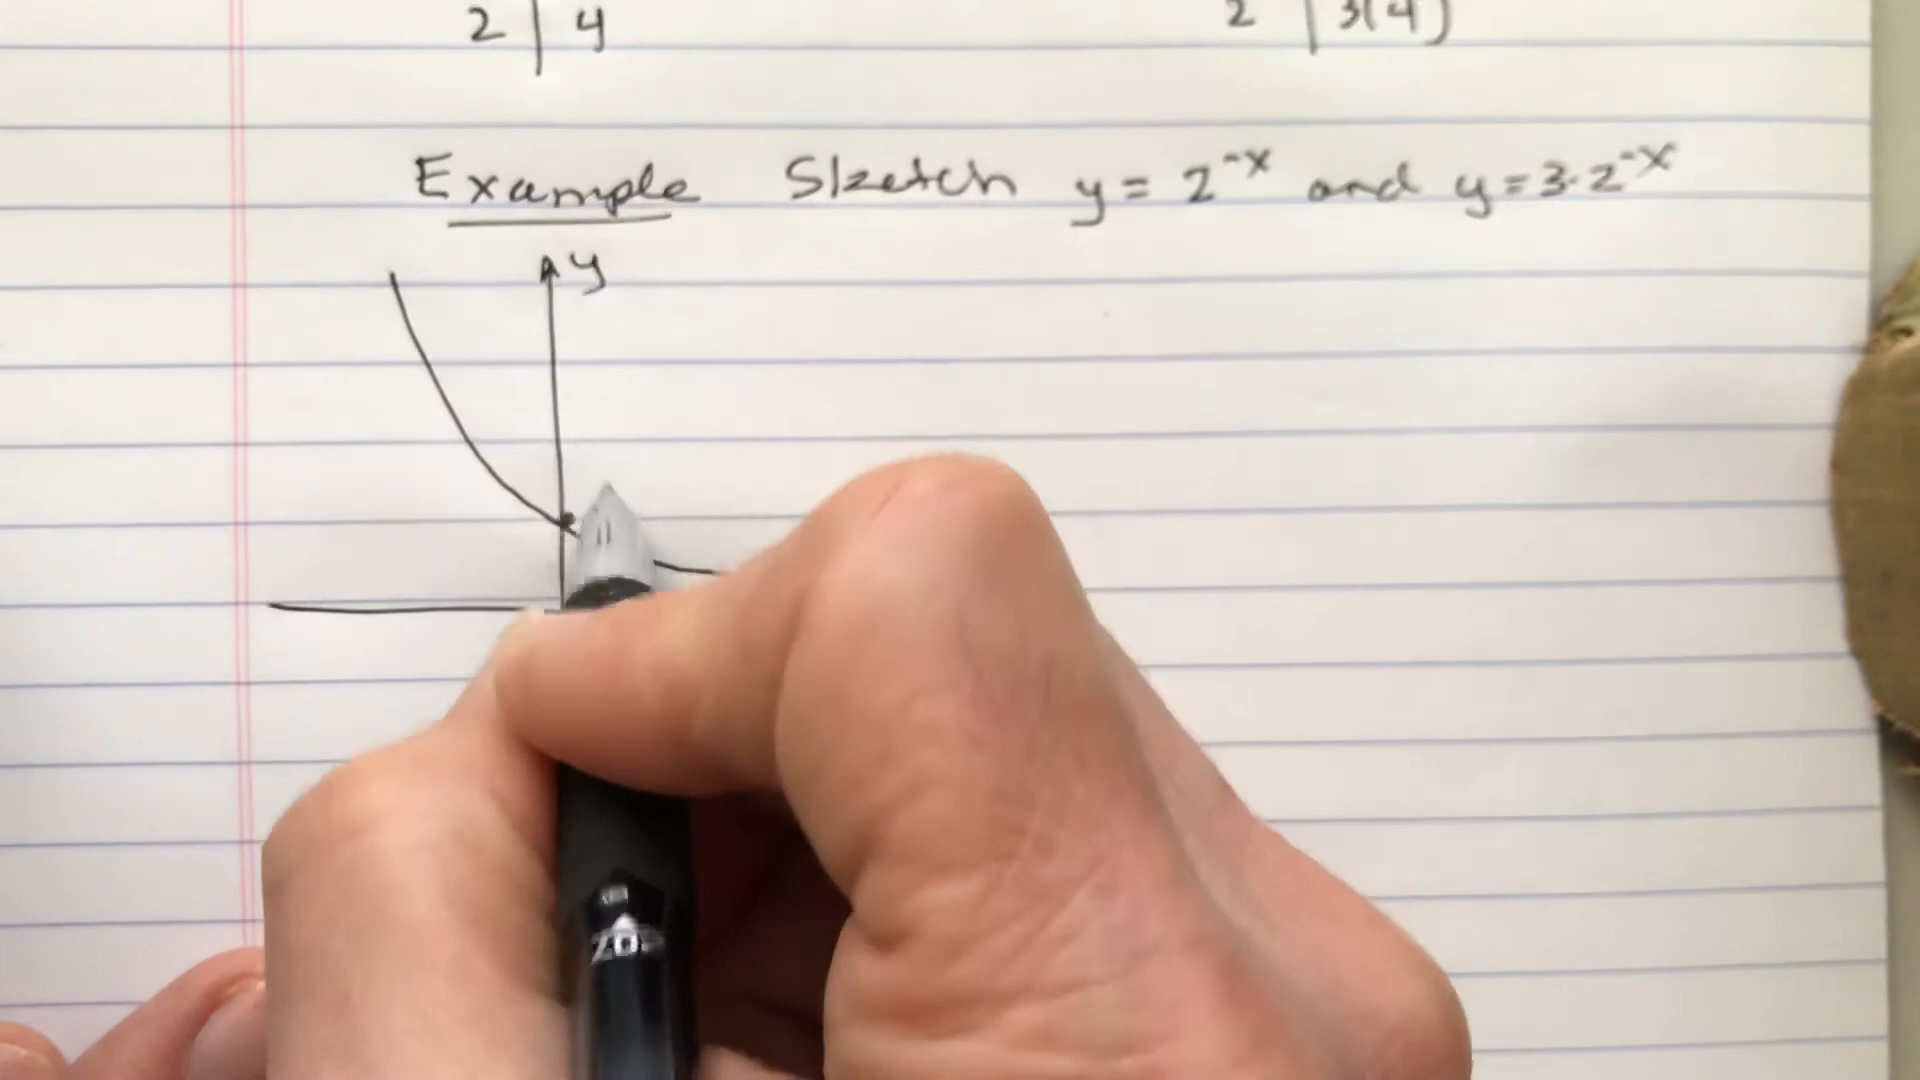 2 | 4 2 | 3(4)
Example Sketch y = 2^-x and y = 3·2^-x
y